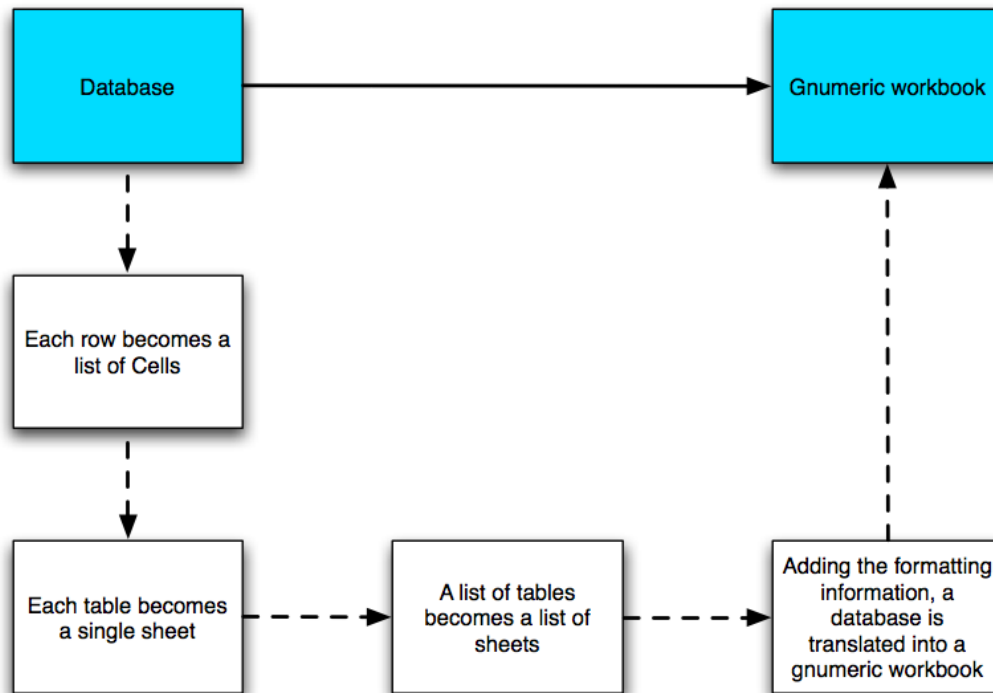 Database
Gnumeric workbook
Each row becomes a
list of Cells
Each table becomes
a single sheet
A list of tables
becomes a list of
sheets
Adding the formatting
information, a
database is
translated into a
gnumeric workbook